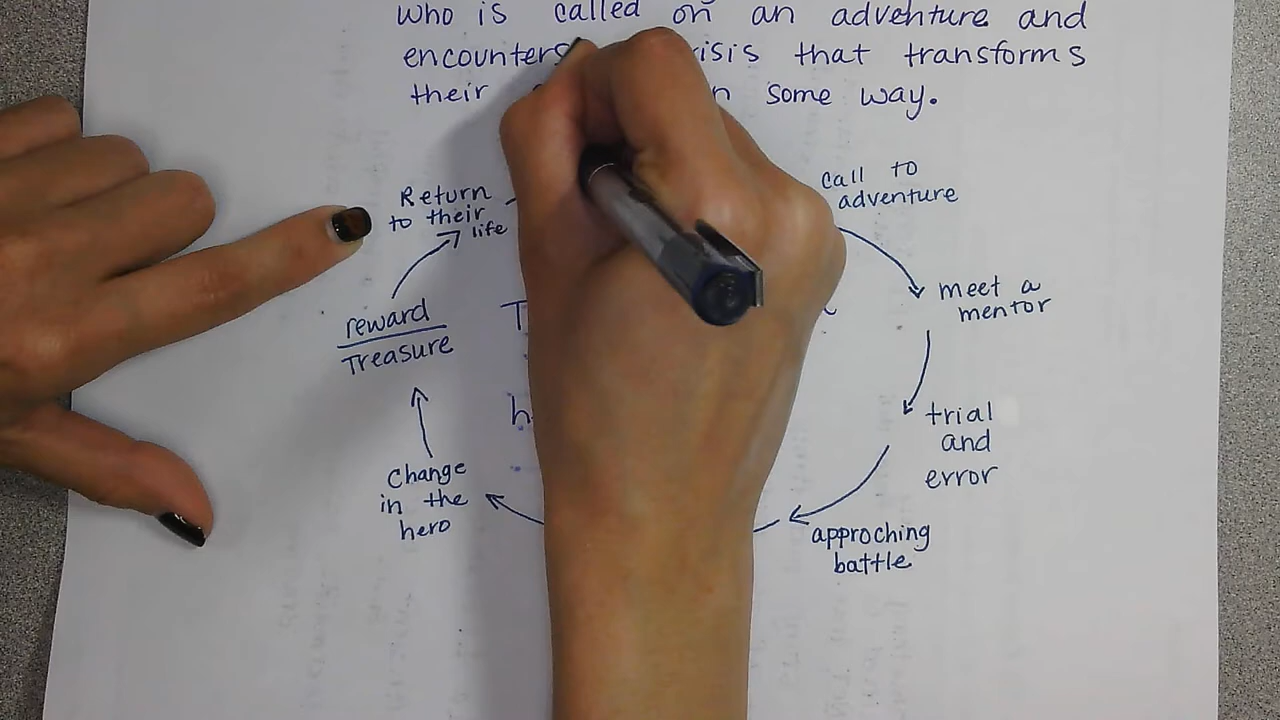 who is called on an adventure and
encounters that transforms
their some way.
Return
to their
life
call to
adventure
meet a
mentor
reward
Treasure
trial
and
error
Change
in the
hero
approching
battle